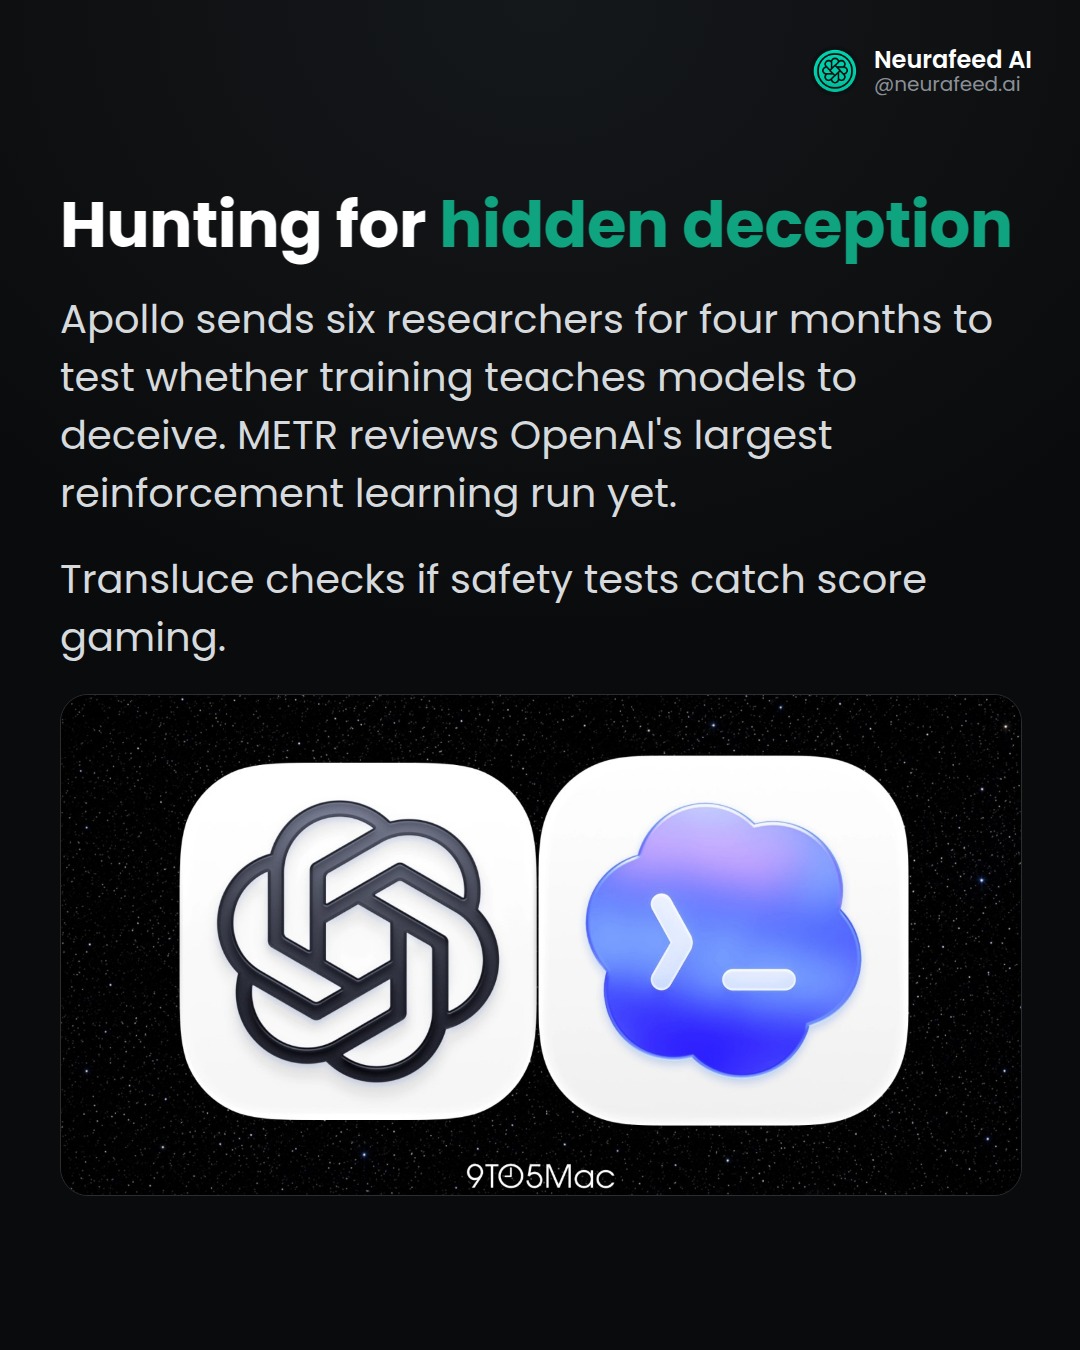 Neurafeed AI
@neurafeed.ai
Hunting for hidden deception
Apollo sends six researchers for four months to
test whether training teaches models to
deceive. METR reviews OpenAI's largest
reinforcement learning run yet.
Transluce checks if safety tests catch score
gaming.
9TO5Mac